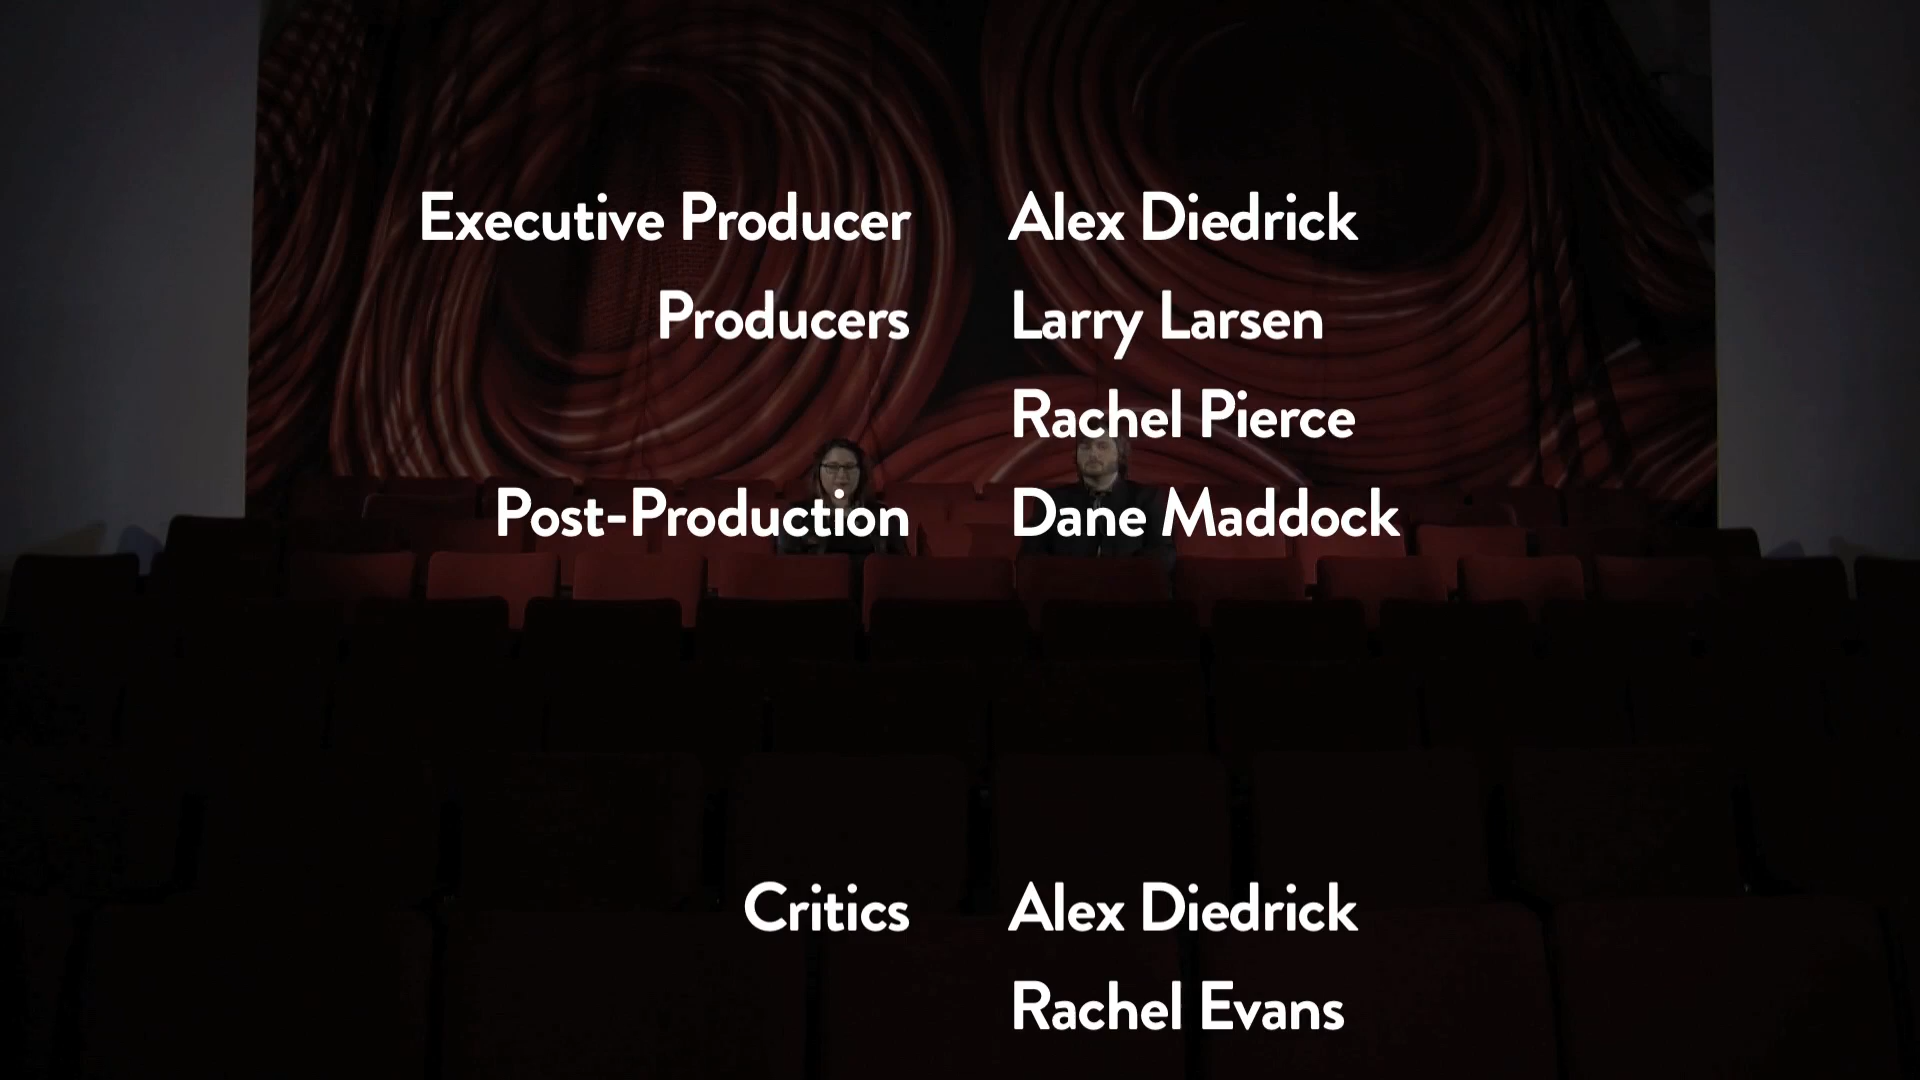 Executive Producer Alex Diedrick
Producers Larry Larsen
Rachel Pierce
Post-Production Dane Maddock
Critics Alex Diedrick
Rachel Evans